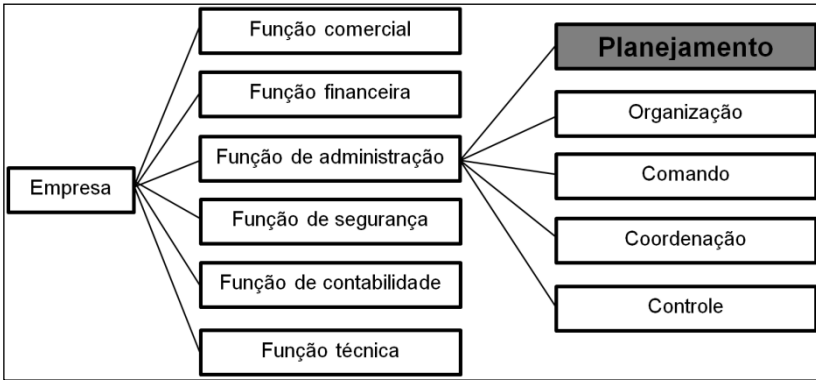 Empresa
Função comercial
Função financeira
Função de administração
Função de segurança
Função de contabilidade
Função técnica
Planejamento
Organização
Comando
Coordenação
Controle